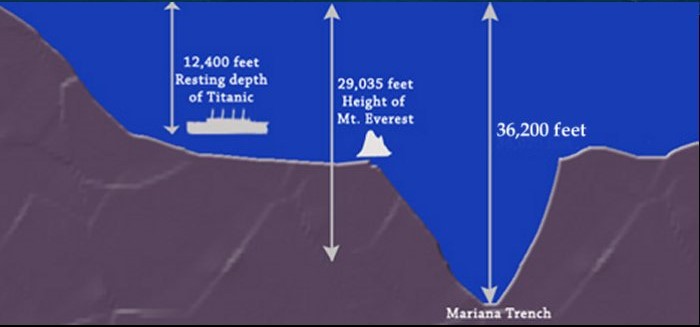 12,400 feet
Resting depth
of Titanic
29,035 feet
Height of
Mt. Everest
36,200 feet
Mariana Trench